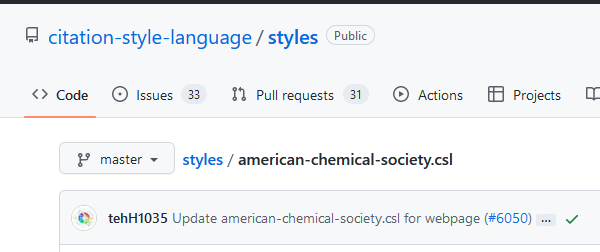 citation-style-language / styles Public
Code Issues 33 Pull requests 31 Actions Projects
master styles / american-chemical-society.csl
tehH1035 Update american-chemical-society.csl for webpage (#6050) ...